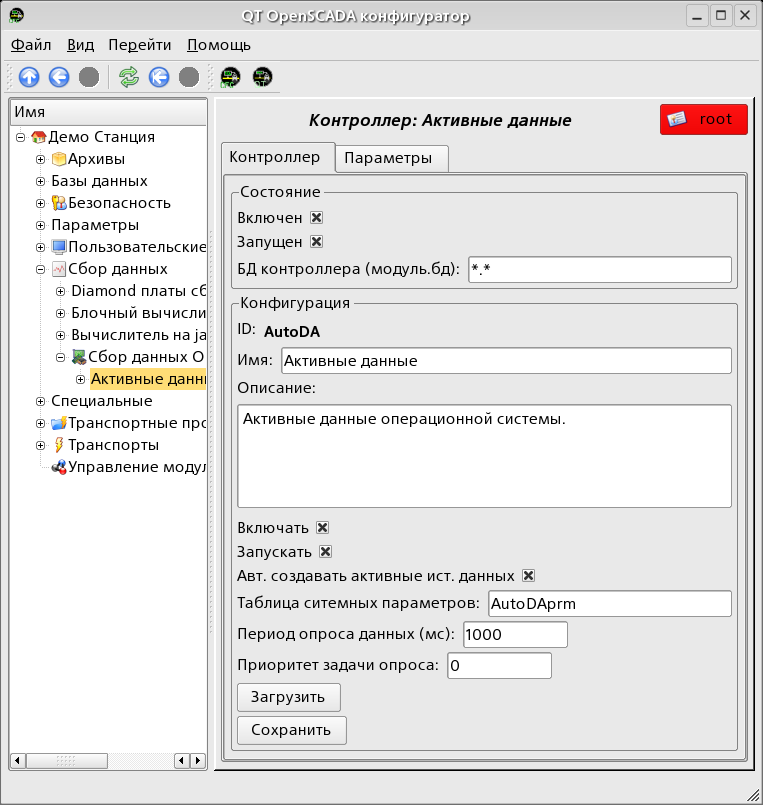 QT OpenSCADA конфигуратор
Файл Вид Перейти Помощь
Имя
Демо Станция
Архивы
Базы данных
Безопасность
Параметры
Пользовательские
Сбор данных
Diamond платы сб
Блочный вычисли
Вычислитель на ja
Сбор данных О
Активные данн
Специальные
Транспортные про
Транспорты
Управление модул
Контроллер: Активные данные
root
Контроллер Параметры
Состояние
Включен
Запущен
БД контроллера (модуль.бд): *.*
Конфигурация
ID: AutoDA
Имя: Активные данные
Описание:
Активные данные операционной системы.
Включать
Запускать
Авт. создавать активные ист. данных
Таблица ситемных параметров: AutoDAprm
Период опроса данных (мс): 1000
Приоритет задачи опроса: 0
Загрузить
Сохранить